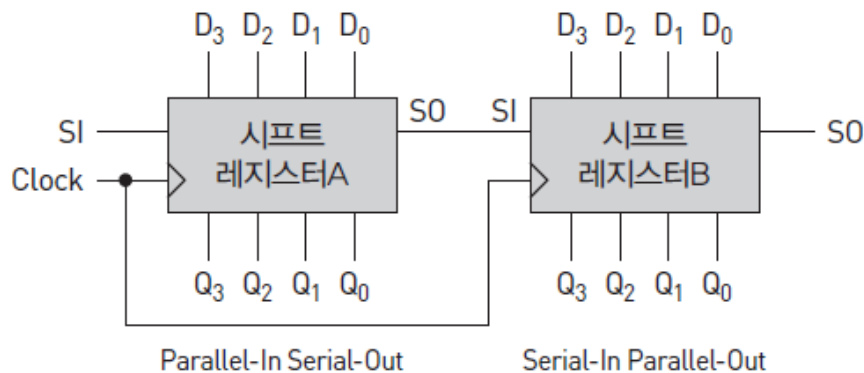 D₃ D₂ D₁ D₀ D₃ D₂ D₁ D₀
SI 시프트 SO SI 시프트 SO
Clock 레지스터A 레지스터B
Q₃ Q₂ Q₁ Q₀ Q₃ Q₂ Q₁ Q₀
Parallel-In Serial-Out Serial-In Parallel-Out